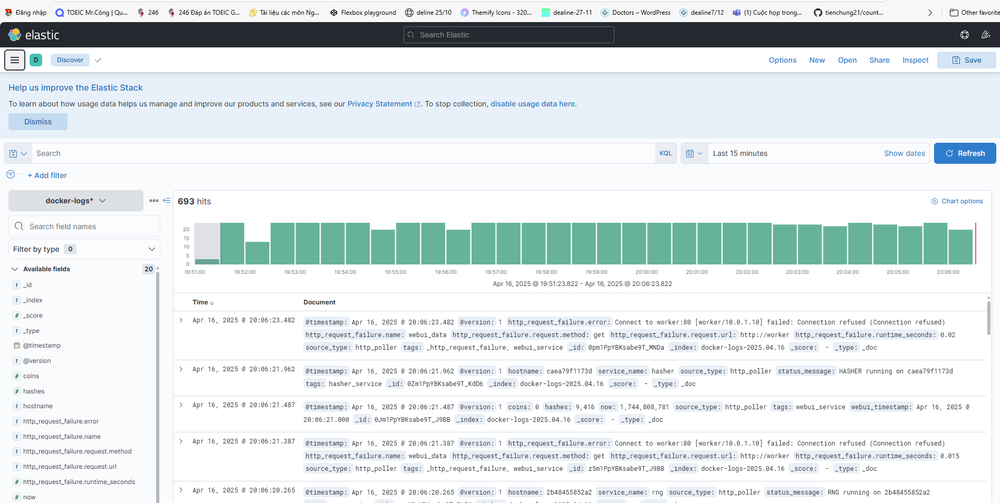 Đăng nhập
TOEIC Mr.Công | Qu...
246
246 Đáp án TOEIC G...
Tài liệu các môn Ng...
Flexbox playground
deline 25/10
Themify Icons - 320...
dealine-27-11
Doctors – WordPress
dealine7/12
(1) Cuộc họp trong...
tienchung21/count...
Other favorite
elastic
Search Elastic
D
Discover
Options
New
Open
Share
Inspect
Save
Help us improve the Elastic Stack
To learn about how usage data helps us manage and improve our products and services, see our Privacy Statement. To stop collection, disable usage data here.
Dismiss
Search
KQL
Last 15 minutes
Show dates
Refresh
+ Add filter
docker-logs*
Search field names
Filter by type 0
Available fields 20
t _id
t _index
# _score
t _type
@timestamp
t @version
# coins
# hashes
t hostname
t http_request_failure.error
t http_request_failure.name
t http_request_failure.request.method
t http_request_failure.request.url
# http_request_failure.runtime_seconds
# now
693 hits
Chart options
20
15
10
5
0
19:51:00 19:52:00 19:53:00 19:54:00 19:55:00 19:56:00 19:57:00 19:58:00 19:59:00 20:00:00 20:01:00 20:02:00 20:03:00 20:04:00 20:05:00 20:06:00
Apr 16, 2025 @ 19:51:23.822 - Apr 16, 2025 @ 20:06:23.822
Time Document
Apr 16, 2025 @ 20:06:23.482
@timestamp: Apr 16, 2025 @ 20:06:23.482 @version: 1 http_request_failure.error: Connect to worker:80 [worker/10.0.1.10] failed: Connection refused (Connection refused)
http_request_failure.name: webui_data http_request_failure.request.method: get http_request_failure.request.url: http://worker http_request_failure.runtime_seconds: 0.02
source_type: http_poller tags: _http_request_failure, webui_service _id: 0pm1PpYBKsabe9T_MNDa _index: docker-logs-2025.04.16 _score: - _type: _doc
Apr 16, 2025 @ 20:06:21.962
@timestamp: Apr 16, 2025 @ 20:06:21.962 @version: 1 hostname: caea79f1173d service_name: hasher source_type: http_poller status_message: HASHER running on caea79f1173d
tags: hasher_service _id: 0Zm1PpYBKsabe9T_KdD6 _index: docker-logs-2025.04.16 _score: - _type: _doc
Apr 16, 2025 @ 20:06:21.487
@timestamp: Apr 16, 2025 @ 20:06:21.487 @version: 1 coins: 0 hashes: 9,416 now: 1,744,808,781 source_type: http_poller tags: webui_service webui_timestamp: Apr 16, 2025 @
20:06:21.000 _id: 0Jm1PpYBKsabe9T_J9BB _index: docker-logs-2025.04.16 _score: - _type: _doc
Apr 16, 2025 @ 20:06:21.387
@timestamp: Apr 16, 2025 @ 20:06:21.387 @version: 1 http_request_failure.error: Connect to worker:80 [worker/10.0.1.10] failed: Connection refused (Connection refused)
http_request_failure.name: webui_data http_request_failure.request.method: get http_request_failure.request.url: http://worker http_request_failure.runtime_seconds: 0.015
source_type: http_poller tags: _http_request_failure, webui_service _id: z5m1PpYBKsabe9T_J9BB _index: docker-logs-2025.04.16 _score: - _type: _doc
Apr 16, 2025 @ 20:06:20.265
@timestamp: Apr 16, 2025 @ 20:06:20.265 @version: 1 hostname: 2b48455852a2 service_name: rng source_type: http_poller status_message: RNG running on 2b48455852a2